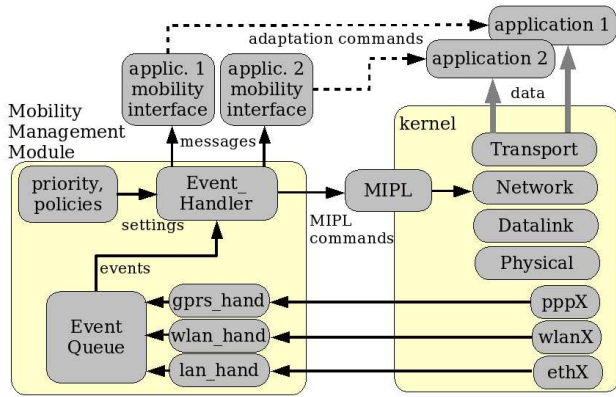 application 1
adaptation commands
application 2
applic. 1
mobility
interface
applic. 2
mobility
interface
data
Mobility
Management
Module
kernel
messages
Transport
priority,
policies
Event_
Handler
MIPL
Network
settings
MIPL
commands
Datalink
events
Physical
Event
Queue
gprs_hand
pppX
wlan_hand
wlanX
lan_hand
ethX